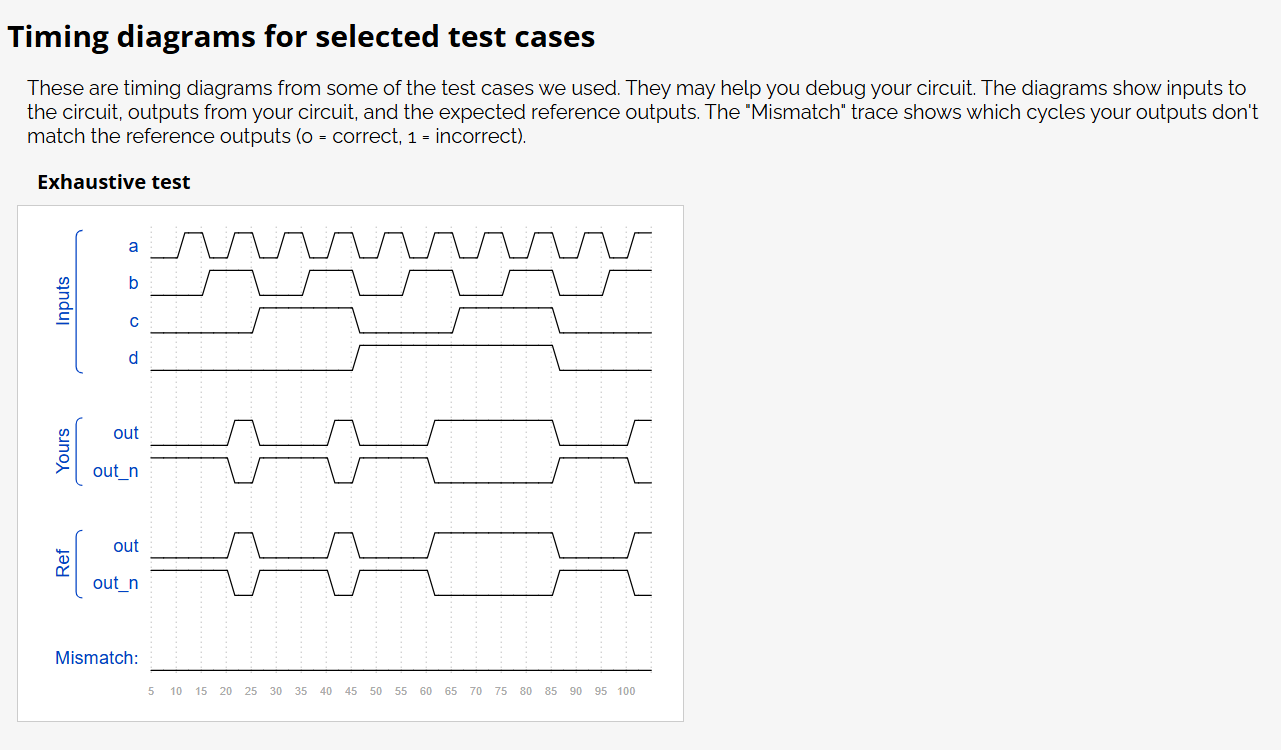 Timing diagrams for selected test cases
These are timing diagrams from some of the test cases we used. They may help you debug your circuit. The diagrams show inputs to
the circuit, outputs from your circuit, and the expected reference outputs. The "Mismatch" trace shows which cycles your outputs don't
match the reference outputs (0 = correct, 1 = incorrect).
Exhaustive test
Inputs
a
b
c
d
Yours
out
out_n
Ref
out
out_n
Mismatch:
5 10 15 20 25 30 35 40 45 50 55 60 65 70 75 80 85 90 95 100